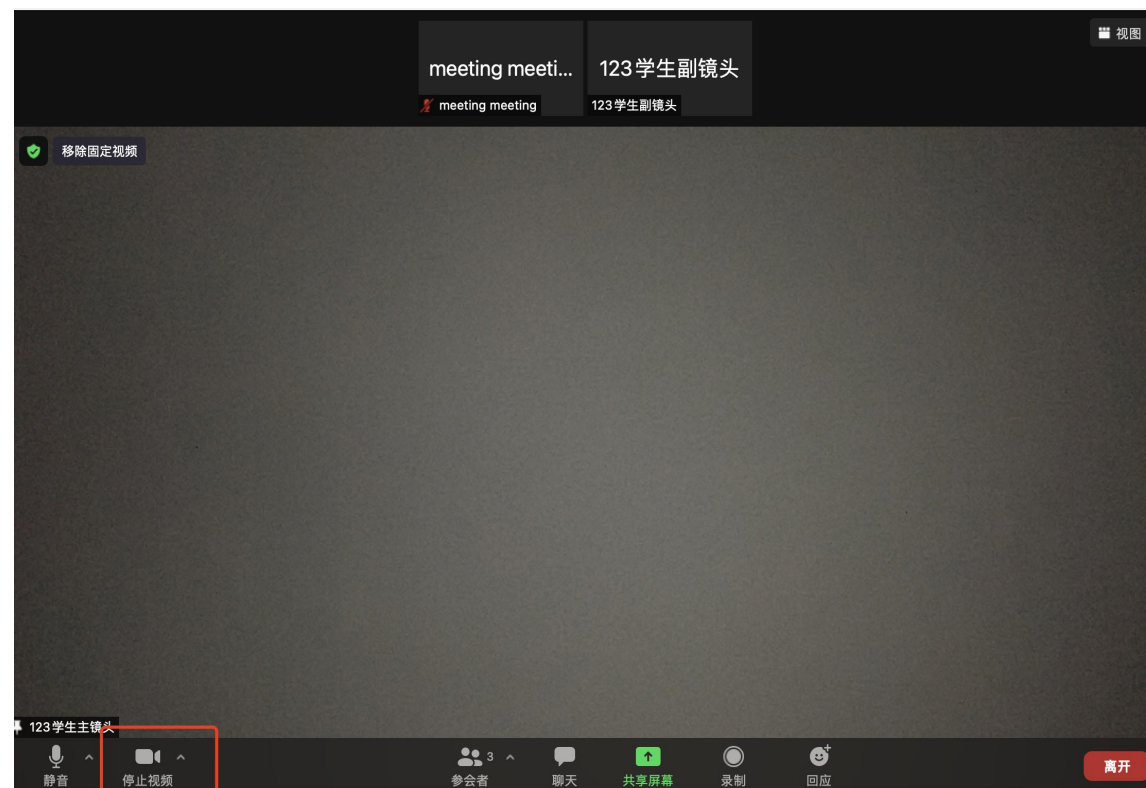 视图
meeting meeti...
123学生副镜头
meeting meeting
123学生副镜头
移除固定视频
123学生主镜头
静音
停止视频
3
参会者
聊天
共享屏幕
录制
回应
离开